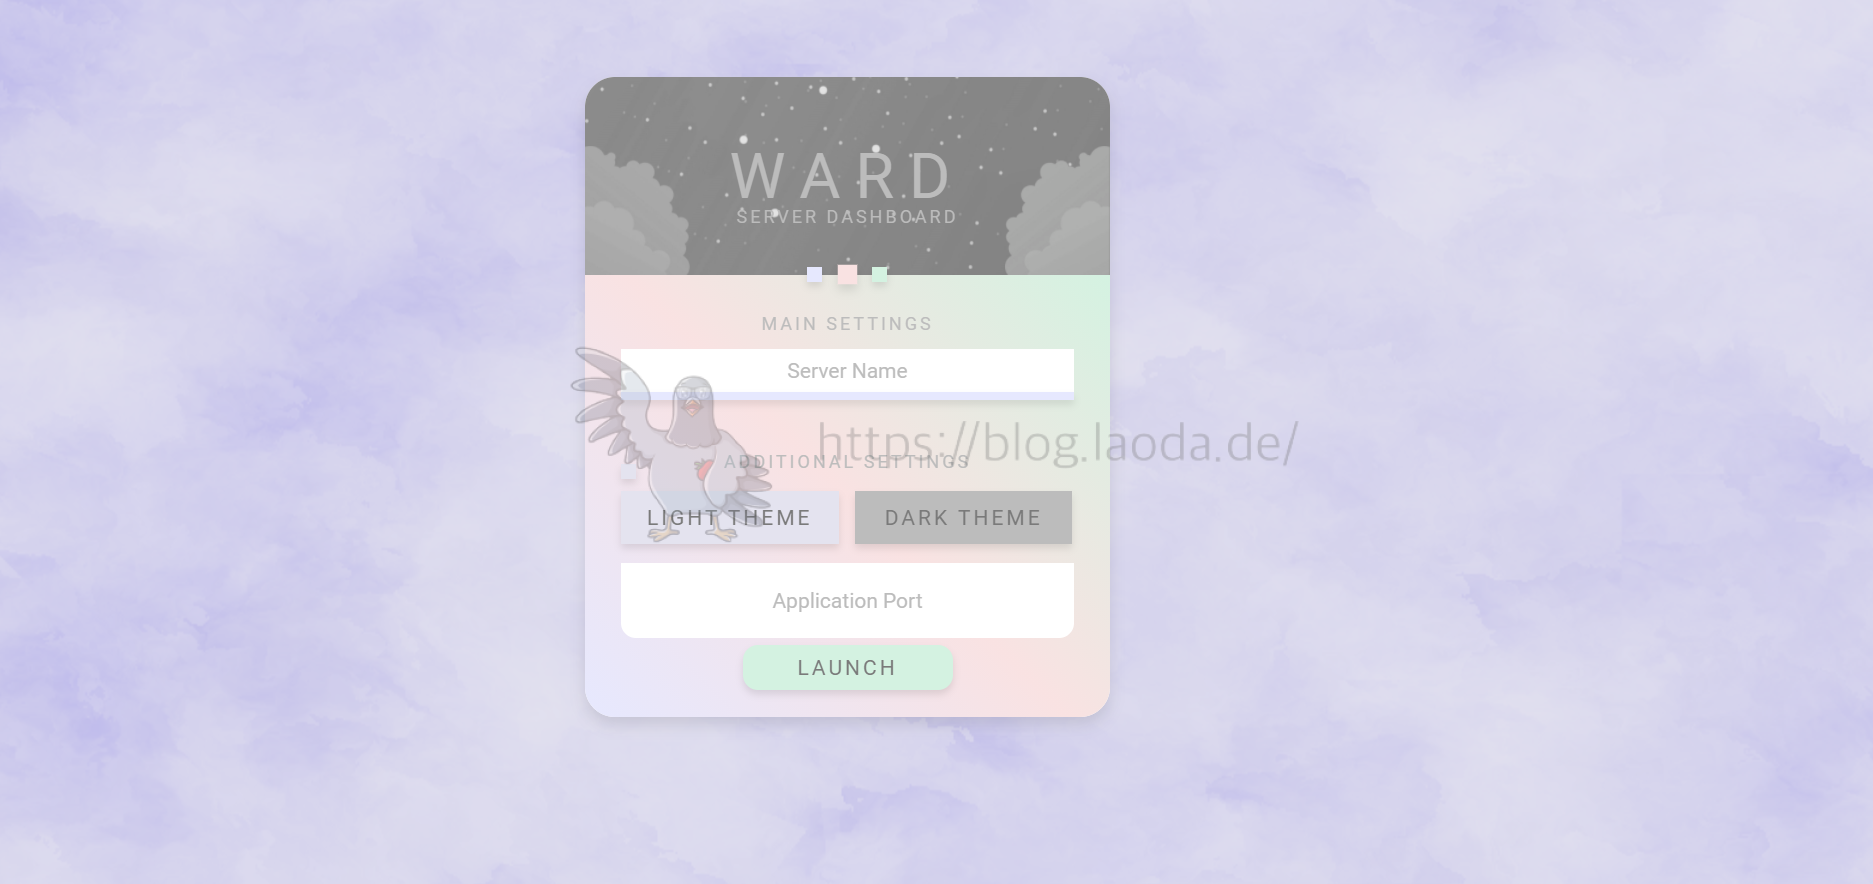 WARD
SERVER DASHBOARD
MAIN SETTINGS
Server Name
https://blog.laoda.de/
ADDITIONAL SETTINGS
LIGHT THEME
DARK THEME
Application Port
LAUNCH